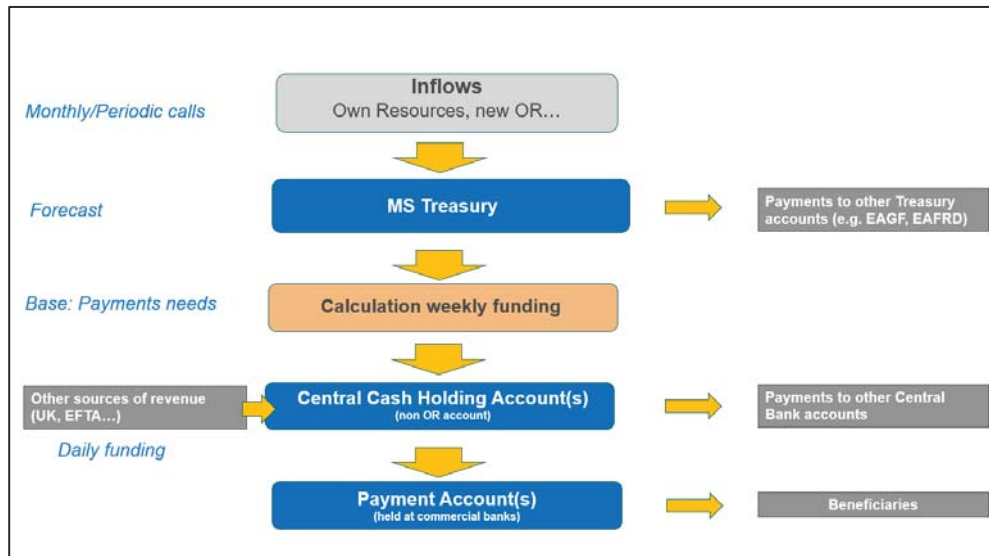 Inflows
Own Resources, new OR…
Monthly/Periodic calls
MS Treasury
Forecast
Payments to other Treasury
accounts (e.g. EAGF, EAFRD)
Calculation weekly funding
Base: Payments needs
Other sources of revenue
(UK, EFTA…)
Central Cash Holding Account(s)
(non OR account)
Payments to other Central
Bank accounts
Daily funding
Payment Account(s)
(held at commercial banks)
Beneficiaries